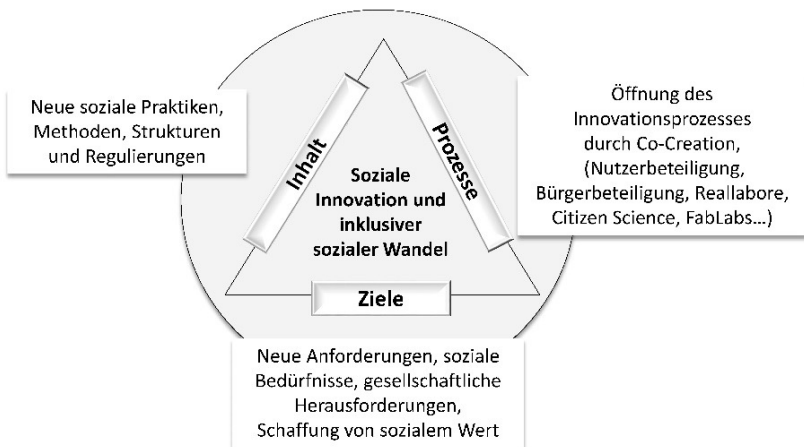 Neue soziale Praktiken,
Methoden, Strukturen
und Regulierungen
Inhalt
Soziale
Innovation und
inklusiver
sozialer Wandel
Prozesse
Öffnung des
Innovationsprozesses
durch Co-Creation,
(Nutzerbeteiligung,
Bürgerbeteiligung, Reallabore,
Citizen Science, FabLabs…)
Ziele
Neue Anforderungen, soziale
Bedürfnisse, gesellschaftliche
Herausforderungen,
Schaffung von sozialem Wert